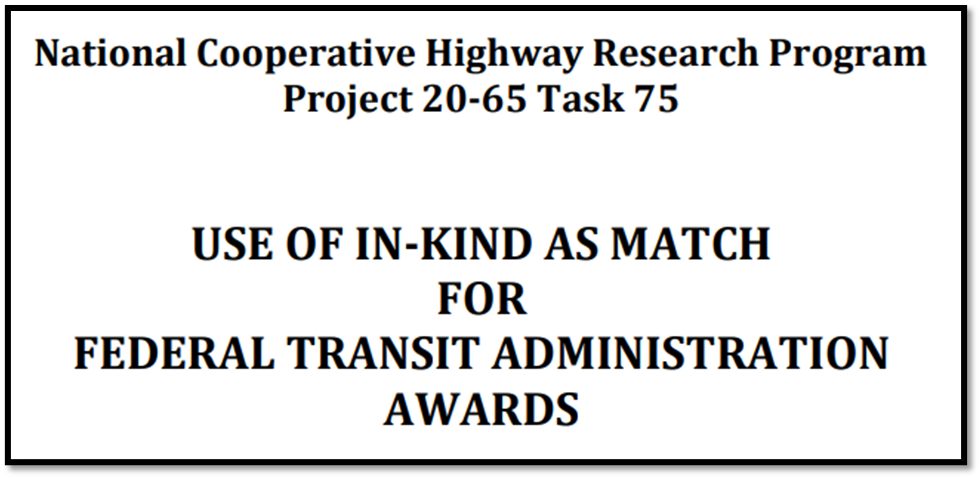 National Cooperative Highway Research Program
Project 20-65 Task 75
USE OF IN-KIND AS MATCH
FOR
FEDERAL TRANSIT ADMINISTRATION
AWARDS